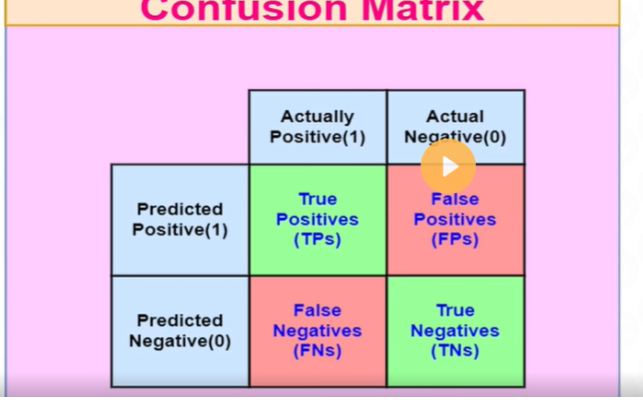 Confusion Matrix
Actually
Positive(1)
Actual
Negative(0)
Predicted
Positive(1)
True
Positives
(TPs)
False
Positives
(FPs)
Predicted
Negative(0)
False
Negatives
(FNs)
True
Negatives
(TNs)